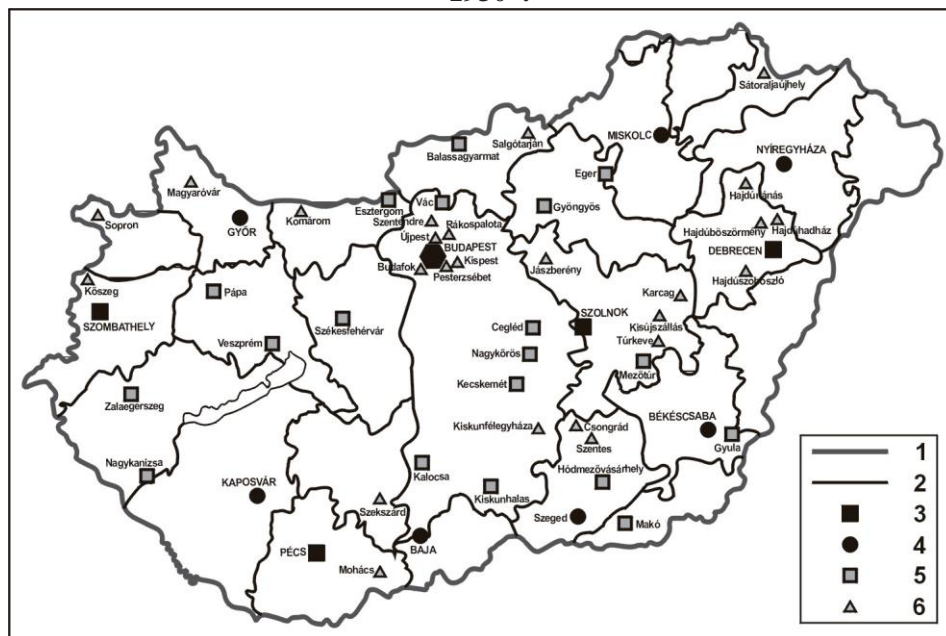 Sátoraljaújhely
Salgótarján
MISKOLC
Balassagyarmat
NYÍREGYHÁZA
Eger
Magyaróvár
Hajdúnánás
Vác
Esztergom
Komárom
Gyöngyös
Sopron
Szentendre
Rákospalota
GYŐR
Hajdúböszörmény
Hajdúhadház
Újpest
BUDAPEST
DEBRECEN
Kispest
Jászberény
Budafok
Pesterzsébet
Hajdúszoboszló
Kőszeg
Pápa
Karcag
SZOMBATHELY
SZOLNOK
Kisújszállás
Székesfehérvár
Cegléd
Túrkeve
Veszprém
Nagykőrös
Mezőtúr
Kecskemét
Zalaegerszeg
BÉKÉSCSABA
Kiskunfélegyháza
Csongrád
Szentes
Gyula
1
Nagykanizsa
Hódmezővásárhely
2
Kalocsa
KAPOSVÁR
Kiskunhalas
3
Szekszárd
Szeged
Makó
4
BAJA
PÉCS
5
Mohács
6